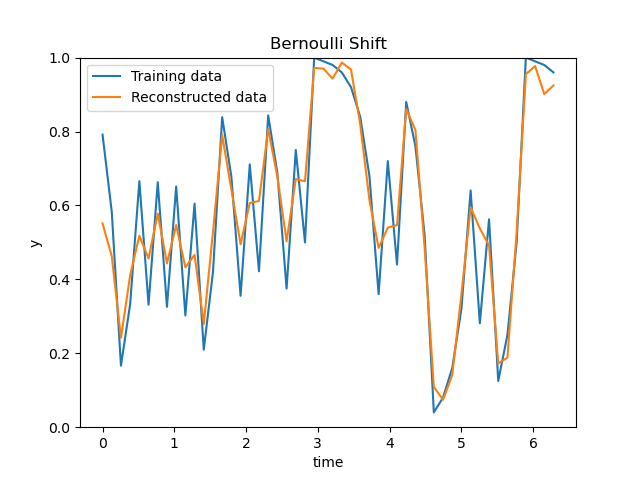 Bernoulli Shift
Training data
Reconstructed data
1.0
0.8
0.6
0.4
0.2
0.0
y
0 1 2 3 4 5 6
time